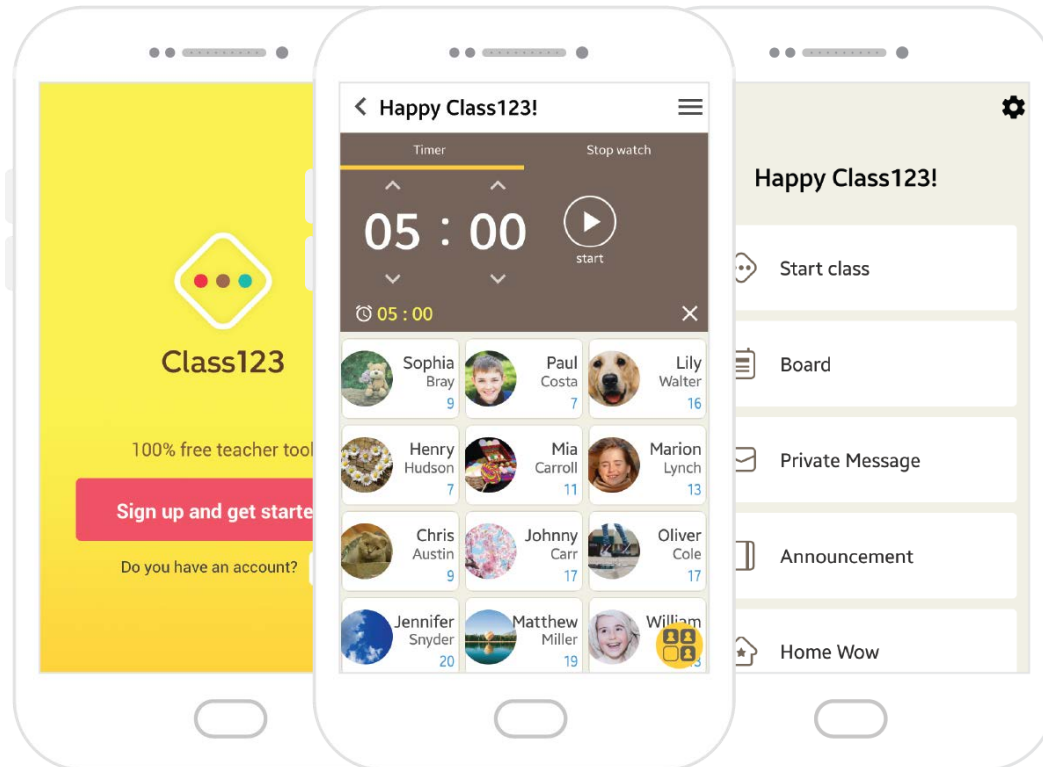 Class123
100% free teacher tool
Sign up and get starte
Do you have an account?
Happy Class123!
Timer
Stop watch
05 : 00
start
05 : 00
Sophia
Bray
9
Paul
Costa
7
Lily
Walter
16
Henry
Hudson
7
Mia
Carroll
11
Marion
Lynch
13
Chris
Austin
9
Johnny
Carr
17
Oliver
Cole
17
Jennifer
Snyder
20
Matthew
Miller
19
William
Happy Class123!
Start class
Board
Private Message
Announcement
Home Wow